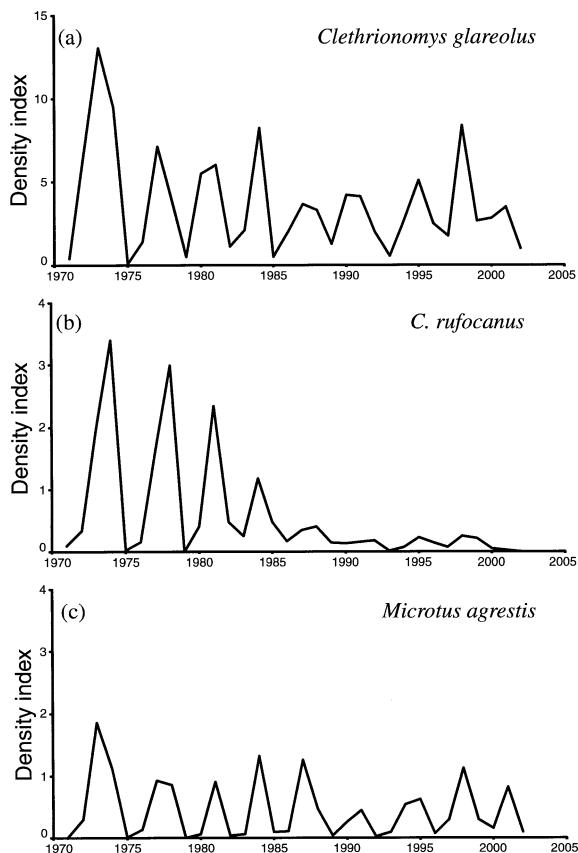 (a)
Clethrionomys glareolus
Density index
15
10
5
0
1970 1975 1980 1985 1990 1995 2000 2005
(b)
C. rufocanus
Density index
4
3
2
1
0
1970 1975 1980 1985 1990 1995 2000 2005
(c)
Microtus agrestis
Density index
4
3
2
1
0
1970 1975 1980 1985 1990 1995 2000 2005